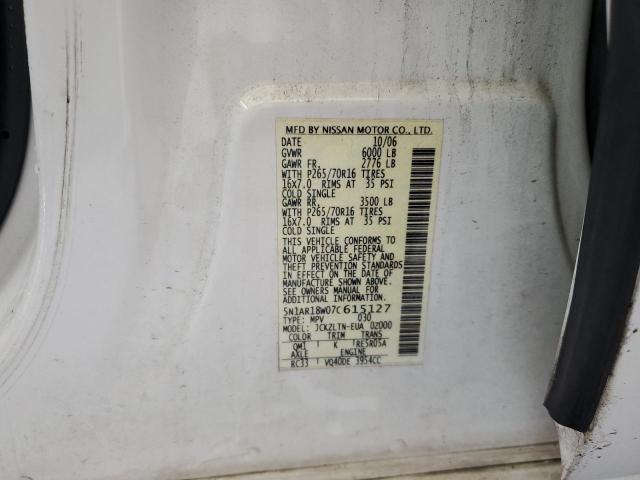 MFD BY NISSAN MOTOR CO., LTD.
DATE 10/06
GVWR 6000 LB
GAWR FR. 2776 LB
WITH P265/70R16 TIRES
16X7.0 RIMS AT 35 PSI
COLD SINGLE
GAWR RR. 3500 LB
WITH P265/70R16 TIRES
16X7.0 RIMS AT 35 PSI
COLD SINGLE
THIS VEHICLE CONFORMS TO
ALL APPLICABLE FEDERAL
MOTOR VEHICLE SAFETY AND
THEFT PREVENTION STANDARDS
IN EFFECT ON THE DATE OF
MANUFACTURE SHOWN ABOVE.
SEE OWNERS MANUAL FOR
ADDITIONAL INFORMATION.
5N1AR18W07C615127
TYPE: MPV 030
MODEL: JCKZLTN-EUA 02000
COLOR TRIM TRANS
QM1 K RE5R05A
AXLE ENGINE
RC33 VQ40DE 3954CC